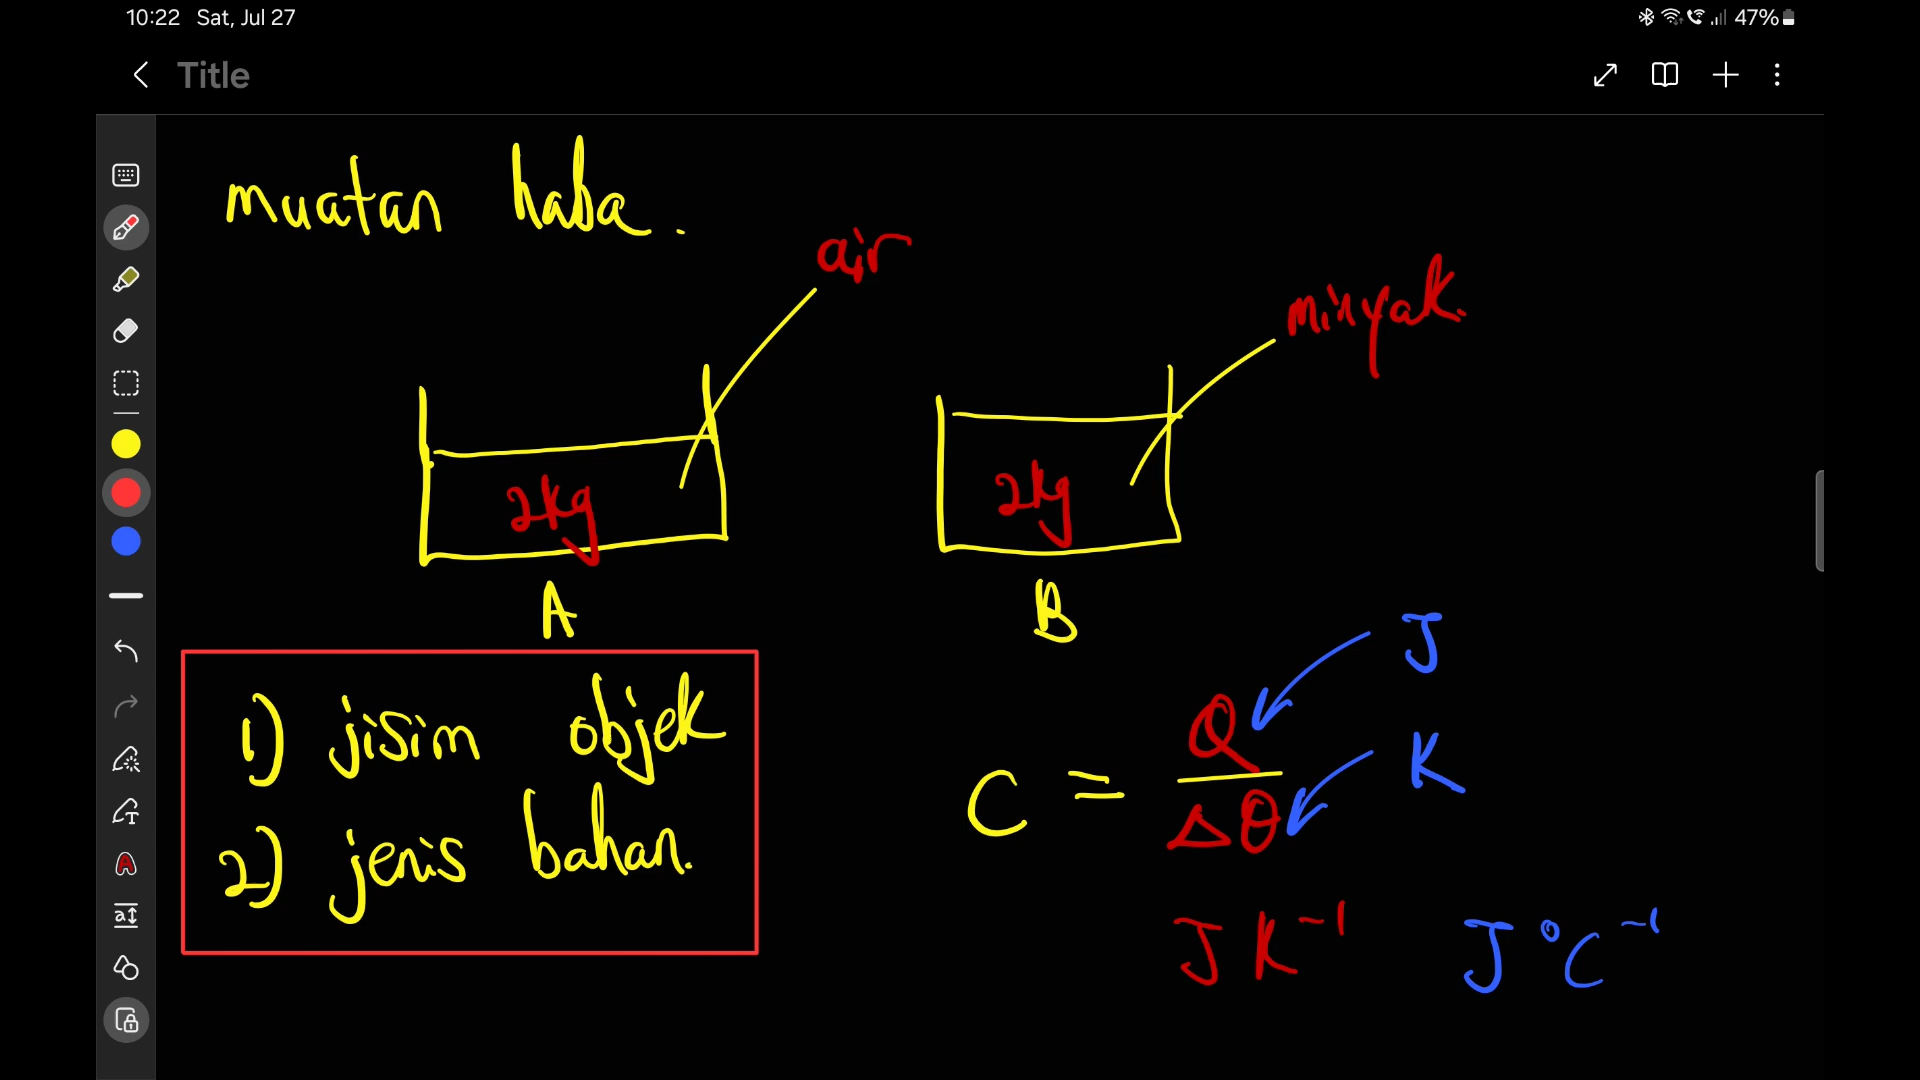 10:22 Sat, Jul 27 47%
Title
muatan haba.
air
minyak.
2kg
2kg
A
B
1) jisim objek
2) jenis bahan.
J
K
C = Q/Δθ
JK⁻¹ J°C⁻¹